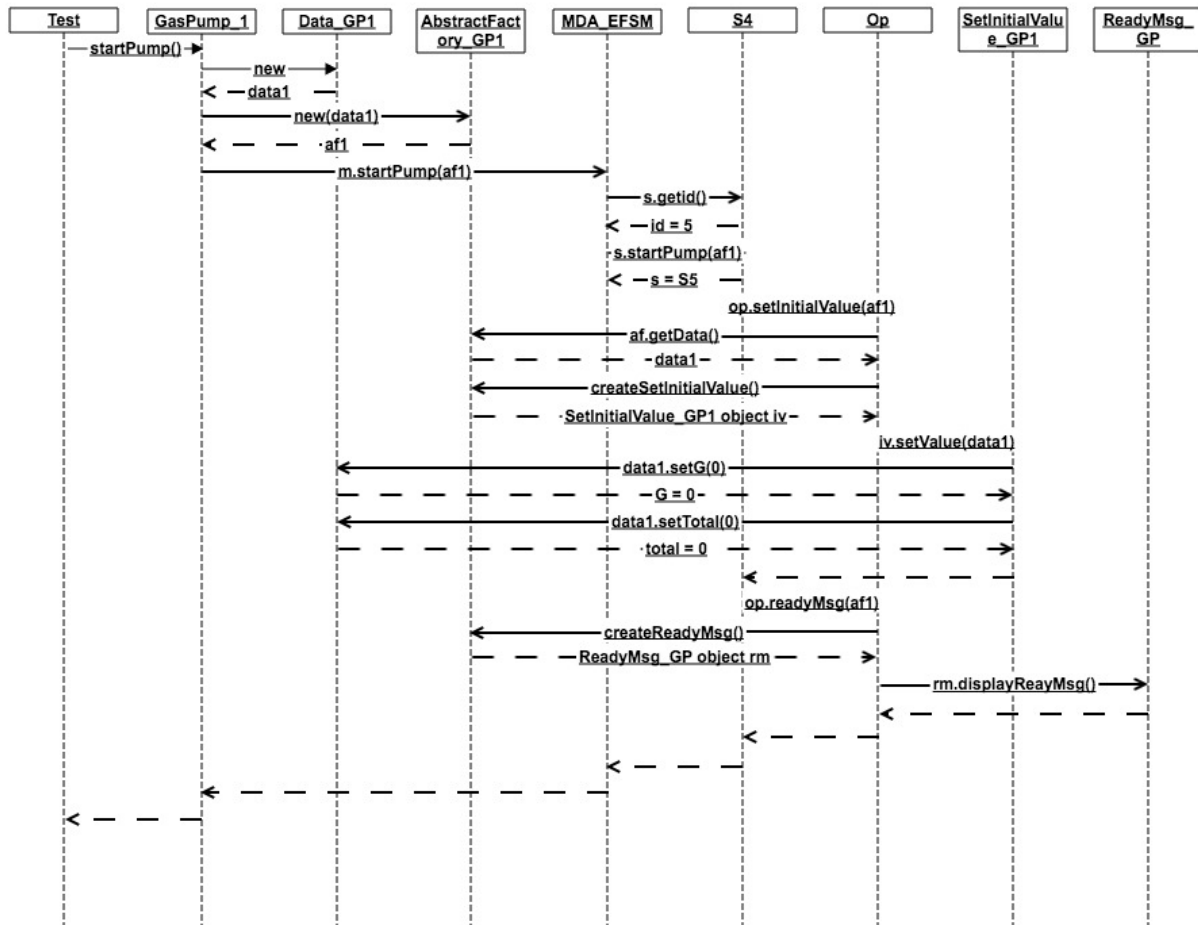 Test
GasPump_1
Data_GP1
AbstractFact
ory_GP1
MDA_EFSM
S4
Op
SetInitialValu
e_GP1
ReadyMsg_
GP
startPump()
new
data1
new(data1)
af1
m.startPump(af1)
s.getid()
id = 5
s.startPump(af1)
s = S5
op.setInitialValue(af1)
af.getData()
data1
createSetInitialValue()
SetInitialValue_GP1 object iv
iv.setValue(data1)
data1.setG(0)
G = 0
data1.setTotal(0)
total = 0
op.readyMsg(af1)
createReadyMsg()
ReadyMsg_GP object rm
rm.displayReayMsg()